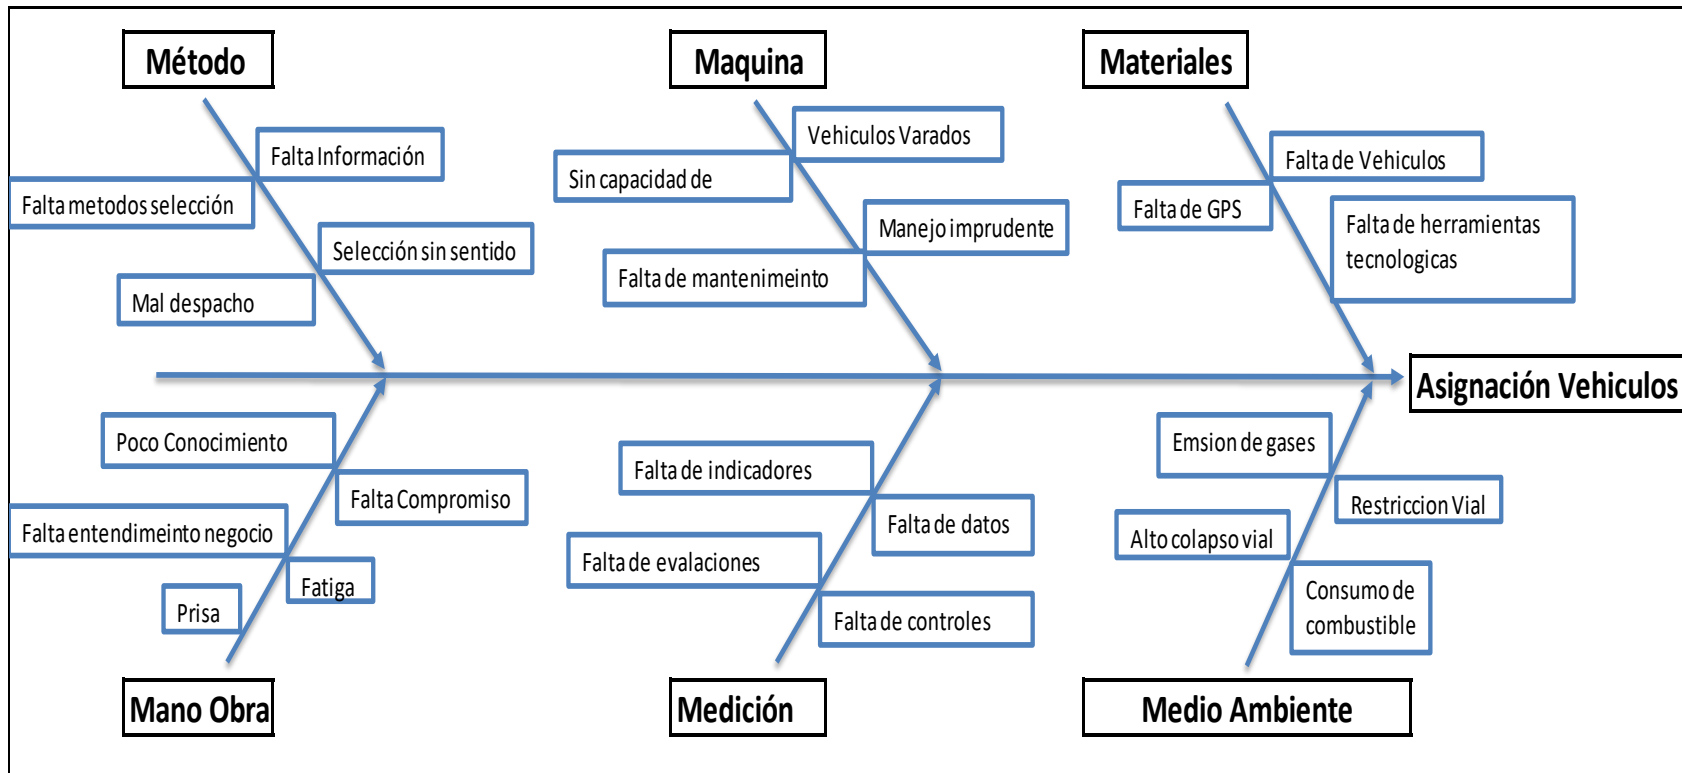 Método
Maquina
Materiales
Falta Información
Vehiculos Varados
Falta de Vehiculos
Falta metodos selección
Sin capacidad de
Falta de GPS
Selección sin sentido
Manejo imprudente
Falta de herramientas
tecnologicas
Mal despacho
Falta de mantenimeinto
Asignación Vehiculos
Poco Conocimiento
Falta de indicadores
Emsion de gases
Falta Compromiso
Falta de datos
Restriccion Vial
Falta entendimeinto negocio
Falta de evalaciones
Alto colapso vial
Fatiga
Prisa
Falta de controles
Consumo de
combustible
Mano Obra
Medición
Medio Ambiente